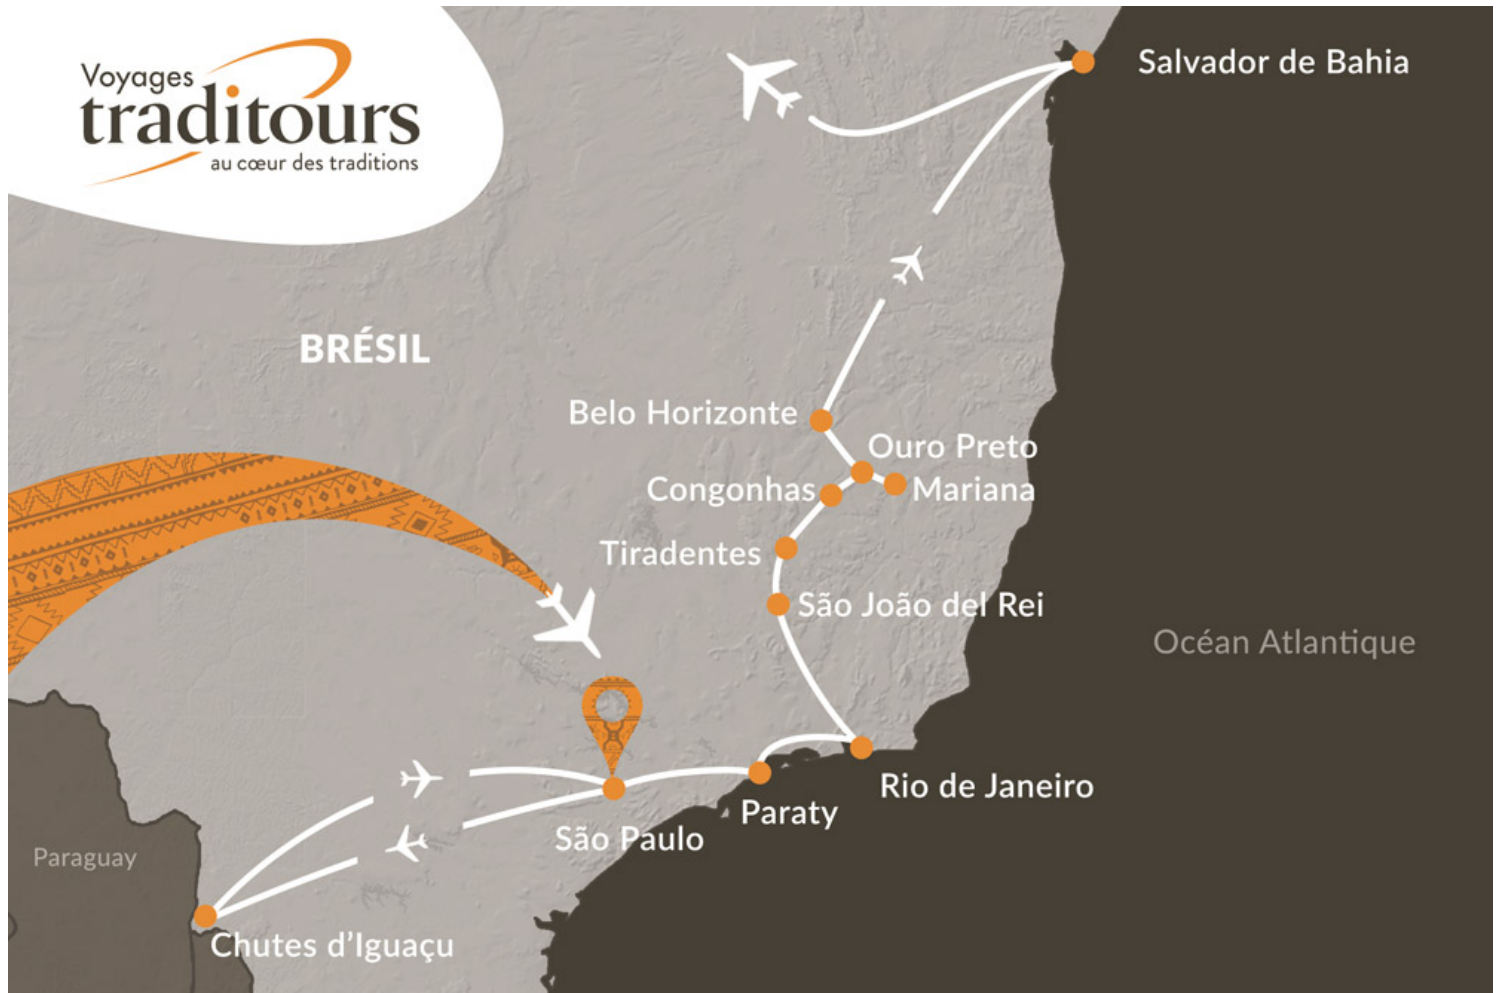 Voyages
traditours
au cœur des traditions
Salvador de Bahia
BRÉSIL
Belo Horizonte
Ouro Preto
Congonhas
Mariana
Tiradentes
São João del Rei
Océan Atlantique
Rio de Janeiro
Paraty
São Paulo
Paraguay
Chutes d’Iguaçu